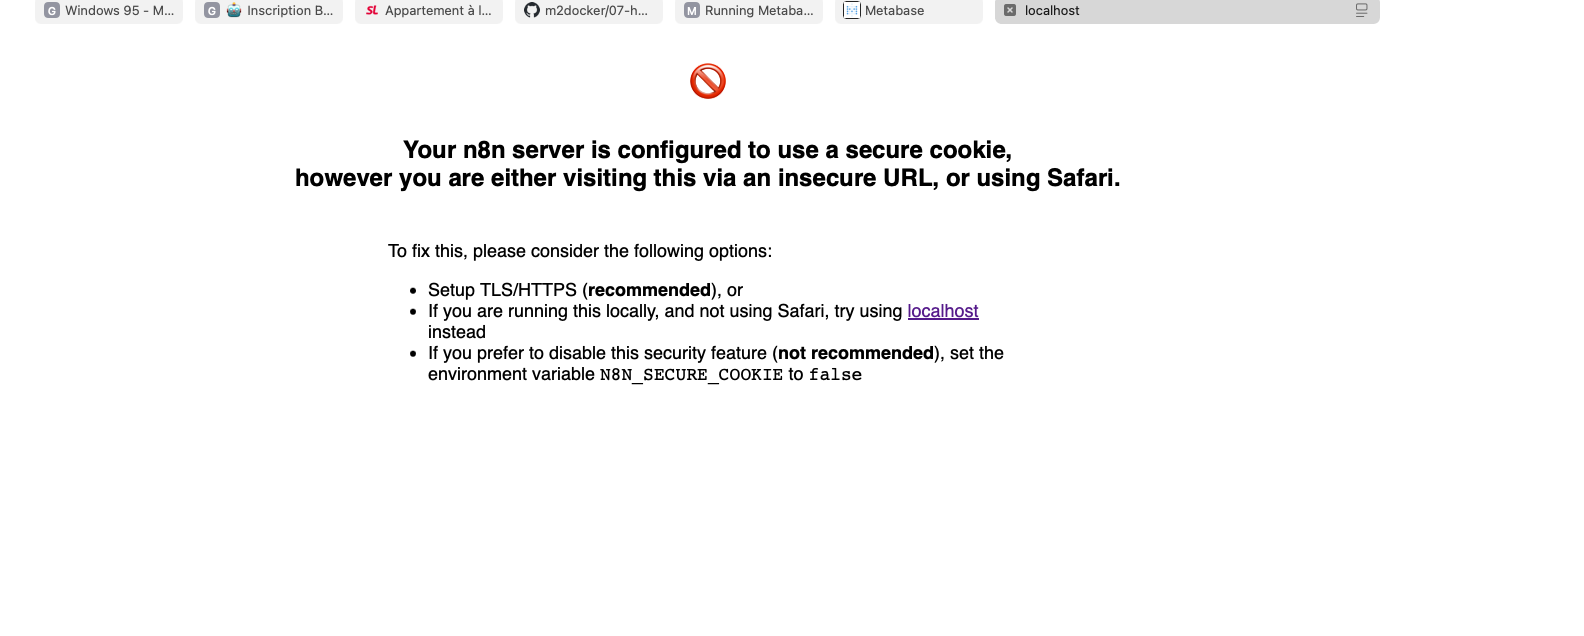 Windows 95 - M...
Inscription B...
Appartement à l...
m2docker/07-h...
Running Metaba...
Metabase
localhost
Your n8n server is configured to use a secure cookie,
however you are either visiting this via an insecure URL, or using Safari.
To fix this, please consider the following options:
• Setup TLS/HTTPS (recommended), or
• If you are running this locally, and not using Safari, try using localhost
instead
• If you prefer to disable this security feature (not recommended), set the
environment variable N8N_SECURE_COOKIE to false